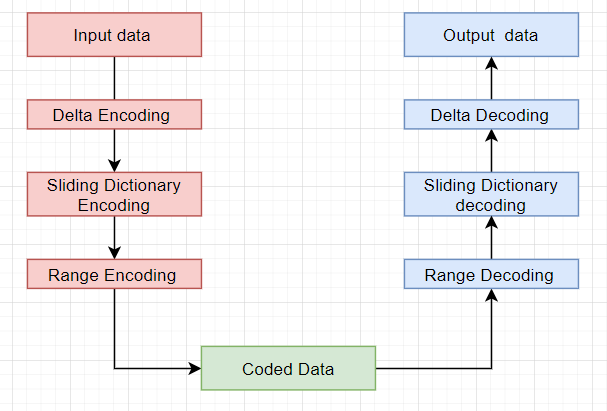 Input data
Delta Encoding
Sliding Dictionary
Encoding
Range Encoding
Coded Data
Range Decoding
Sliding Dictionary
decoding
Delta Decoding
Output  data